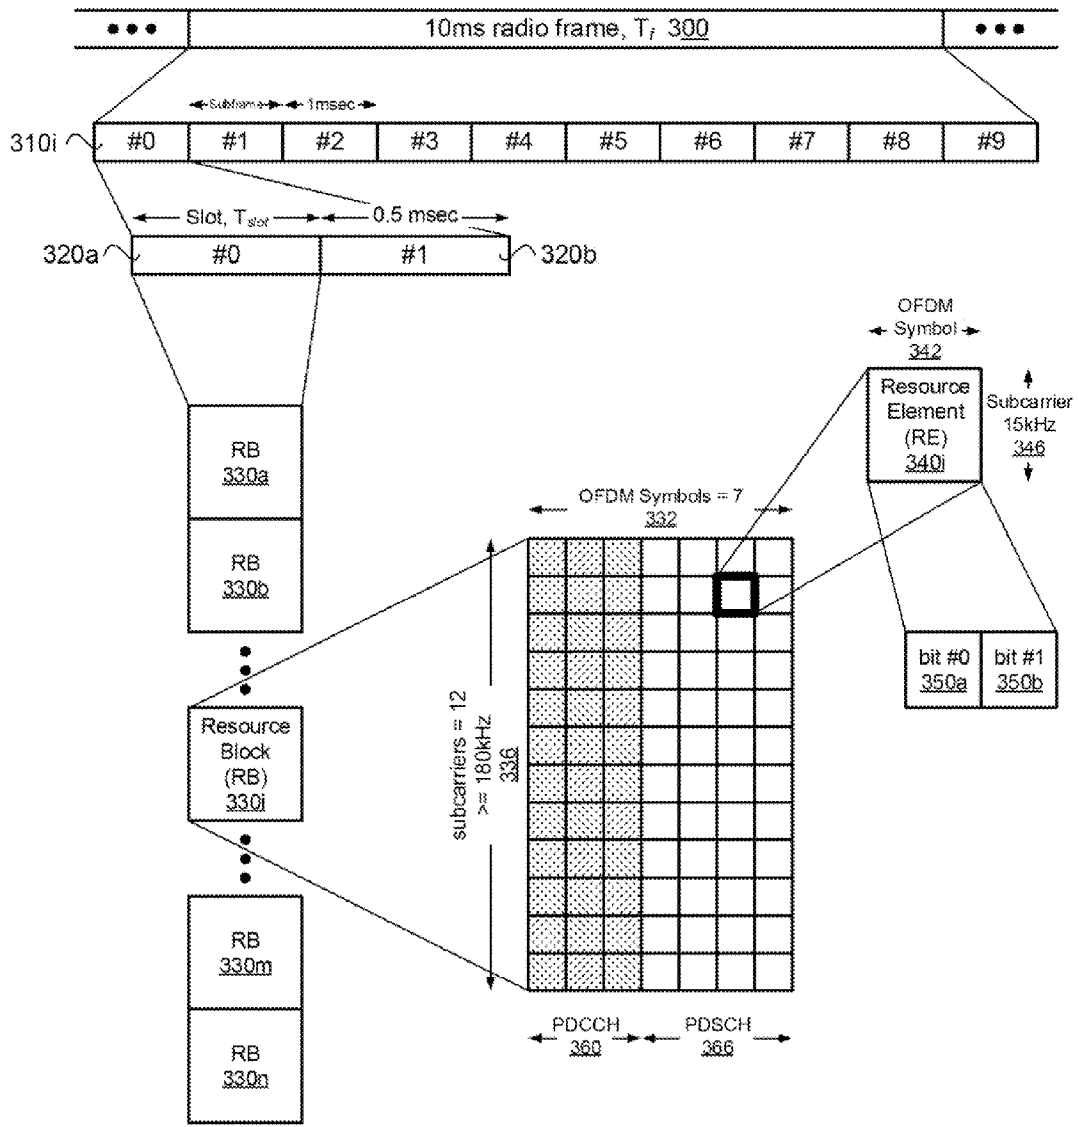 10ms radio frame, Tf 300
Subframe 1msec
310i #0 #1 #2 #3 #4 #5 #6 #7 #8 #9
Slot, Tslot 0.5 msec
320a #0 #1 320b
OFDM
Symbol
342
Resource
Element
(RE)
340i
Subcarrier
15kHz
346
RB
330a
OFDM Symbols = 7
332
RB
330b
bit #0
350a
bit #1
350b
subcarriers = 12
>= 180kHz
336
Resource
Block
(RB)
330i
RB
330m
PDCCH
360
PDSCH
366
RB
330n